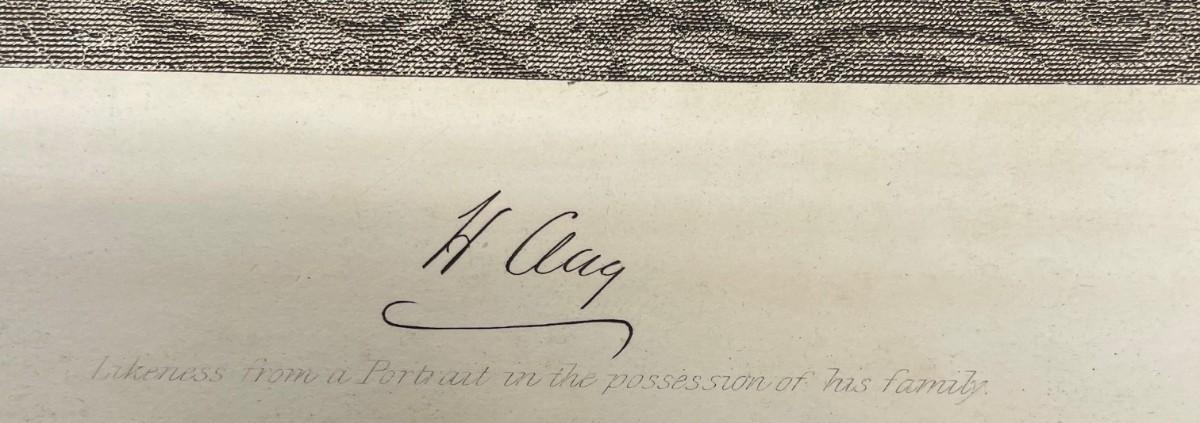 H Clay
Likeness from a Portrait in the possession of his family.